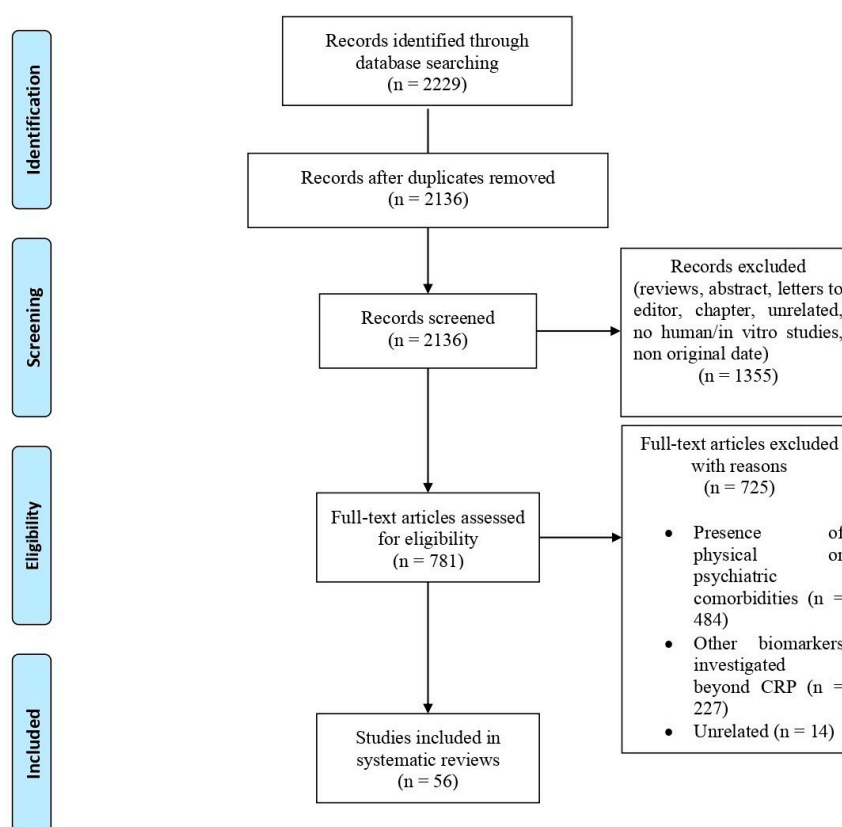 Identification
Records identified through
database searching
(n = 2229)
Records after duplicates removed
(n = 2136)
Screening
Records screened
(n = 2136)
Records excluded
(reviews, abstract, letters to
editor, chapter, unrelated,
no human/in vitro studies,
non original date)
(n = 1355)
Eligibility
Full-text articles assessed
for eligibility
(n = 781)
Full-text articles excluded
with reasons
(n = 725)
• Presence of
physical or
psychiatric
comorbidities (n =
484)
• Other biomarkers
investigated
beyond CRP (n =
227)
• Unrelated (n = 14)
Included
Studies included in
systematic reviews
(n = 56)